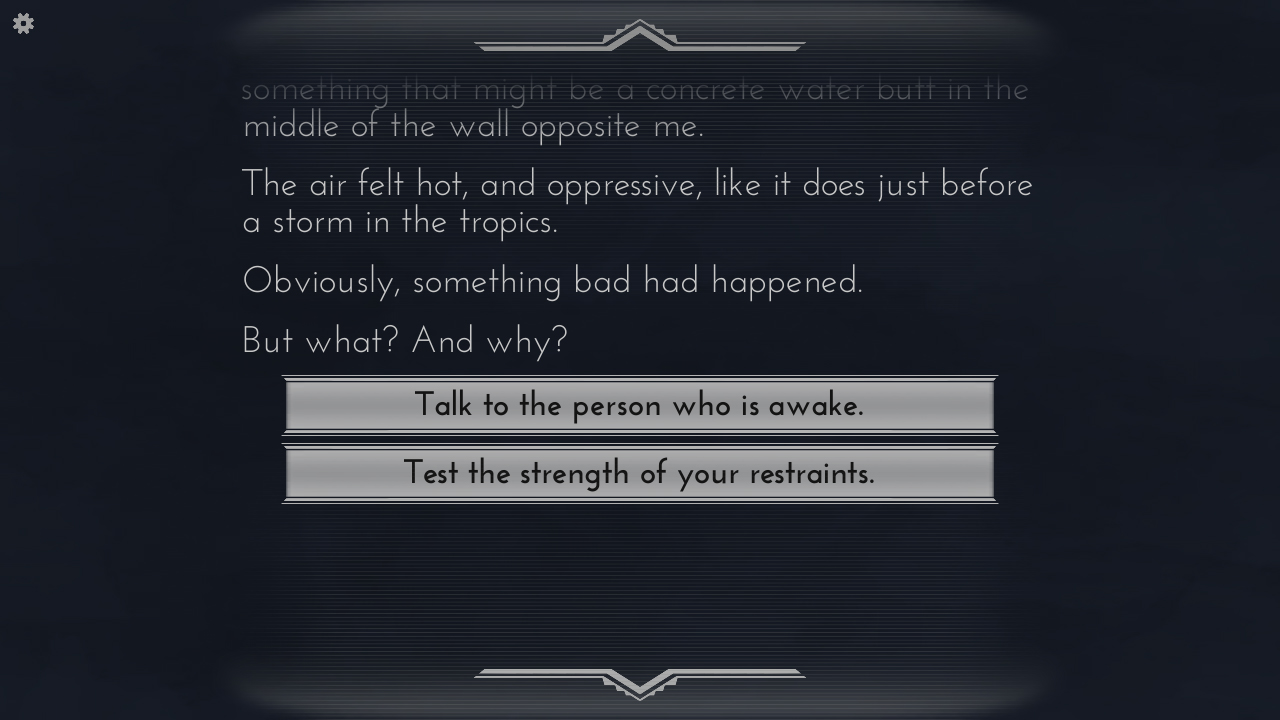 something that might be a concrete water butt in the
middle of the wall opposite me.
The air felt hot, and oppressive, like it does just before
a storm in the tropics.
Obviously, something bad had happened.
But what? And why?
Talk to the person who is awake.
Test the strength of your restraints.